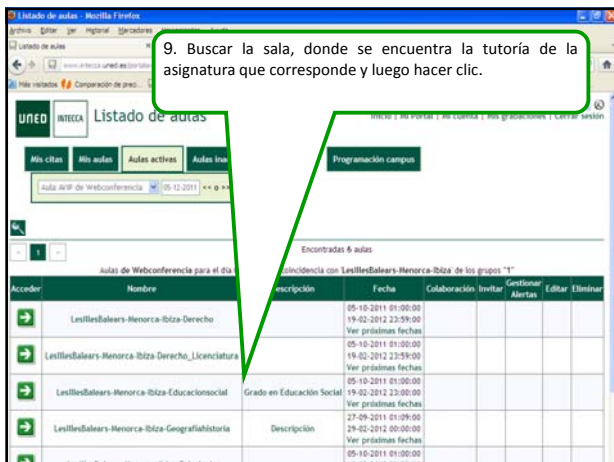 Listado de aulas - Mozilla Firefox
Archivo Editar Ver Historial Marcadores
Listado de aulas
Más visitados Comparación de prec...
9. Buscar la sala, donde se encuentra la tutoría de la
asignatura que corresponde y luego hacer clic.
UNED INTECCA Listado de aulas
Inicio | Mi Portal | Mi cuenta | Mis grabaciones | Cerrar sesión
Mis citas Mis aulas Aulas activas Programación campus
Aula AVIP de Webconferencia 05-12-2011 << o >>
- 1 -
Encontradas 6 aulas
Aulas de Webconferencia para el día coincidencia con 'LesIllesBalears-Menorca-Ibiza' de los grupos "1"
Acceder Nombre Descripción Fecha Colaboración Invitar Gestionar Alertas Editar Eliminar
LesIllesBalears-Menorca-Ibiza-Derecho
05-10-2011 01:00:00
19-02-2012 23:59:00
Ver próximas fechas
LesIllesBalears-Menorca-Ibiza-Derecho_Licenciatura
05-10-2011 01:00:00
19-02-2012 23:59:00
Ver próximas fechas
LesIllesBalears-Menorca-Ibiza-Educacionsocial Grado en Educación Social
05-10-2011 01:00:00
19-02-2012 23:00:00
Ver próximas fechas
LesIllesBalears-Menorca-Ibiza-Geografiahistoria Descripción
27-09-2011 01:09:00
29-02-2012 00:00:00
Ver próximas fechas
05-10-2011 01:00:00